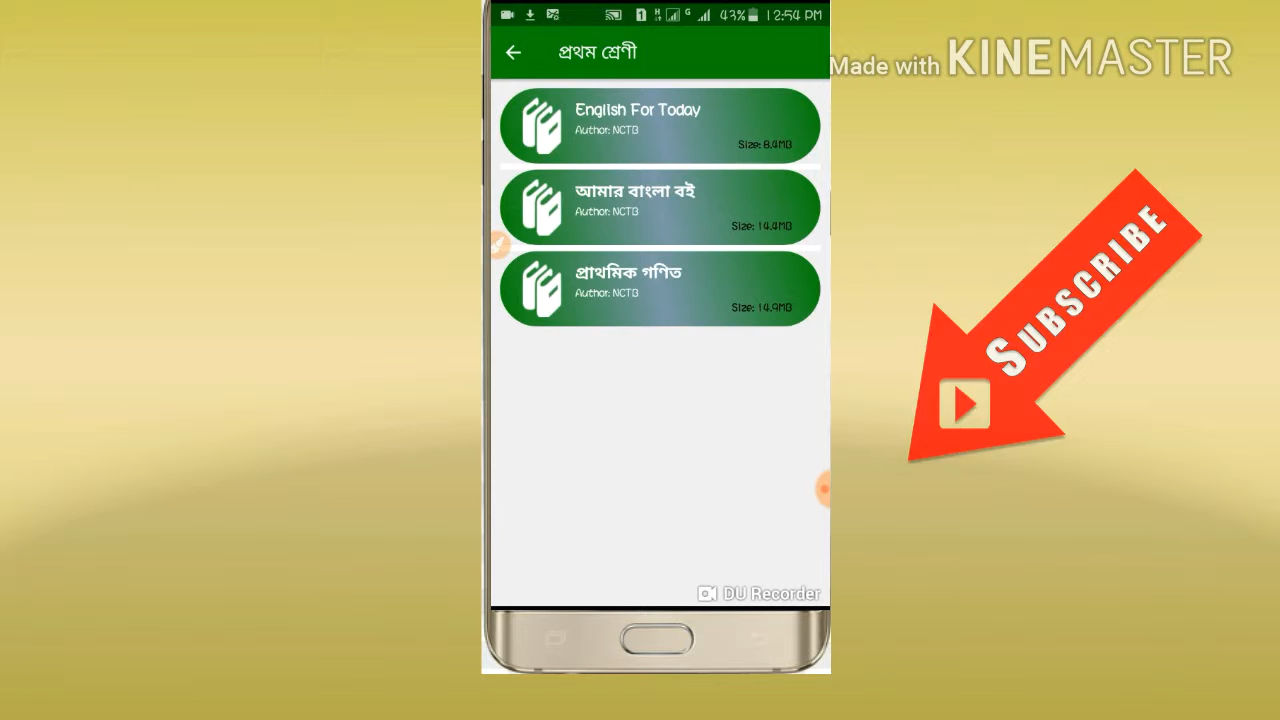 1 H G 43% 12:54 PM
প্রথম শ্রেণী
Made with KINEMASTER
English For Today
Author: NCTB
Size: 8.4MB
আমার বাংলা বই
Author: NCTB
Size: 14.4MB
প্রাথমিক গণিত
Author: NCTB
Size: 14.9MB
SUBSCRIBE
DU Recorder